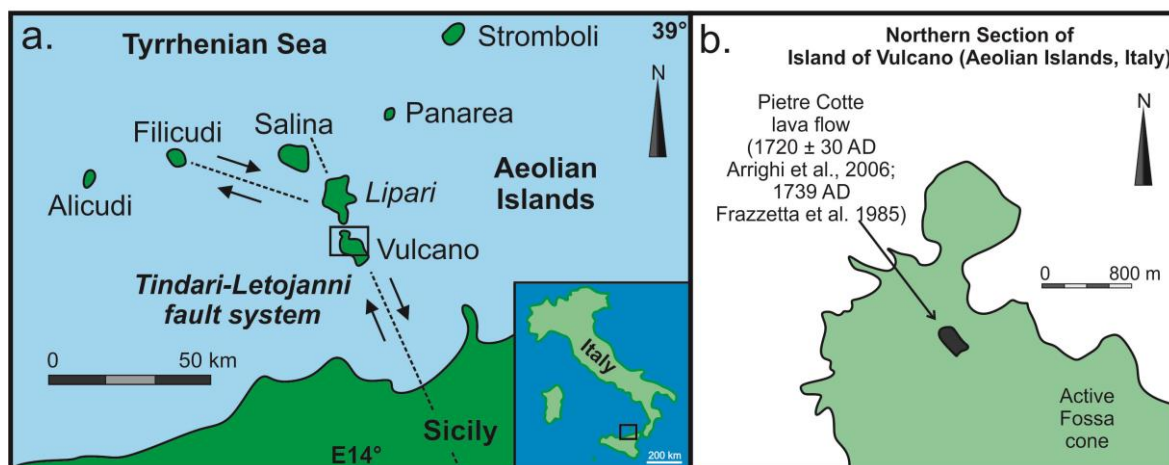 a.
Tyrrhenian Sea
Stromboli
39°
N
Panarea
Salina
Filicudi
Alicudi
Lipari
Aeolian
Islands
Vulcano
Tindari-Letojanni
fault system
0 50 km
Sicily
E14°
Italy
200 km
b.
Northern Section of
Island of Vulcano (Aeolian Islands, Italy)
Pietre Cotte
lava flow
(1720 ± 30 AD
Arrighi et al., 2006;
1739 AD
Frazzetta et al. 1985)
N
0 800 m
Active
Fossa
cone